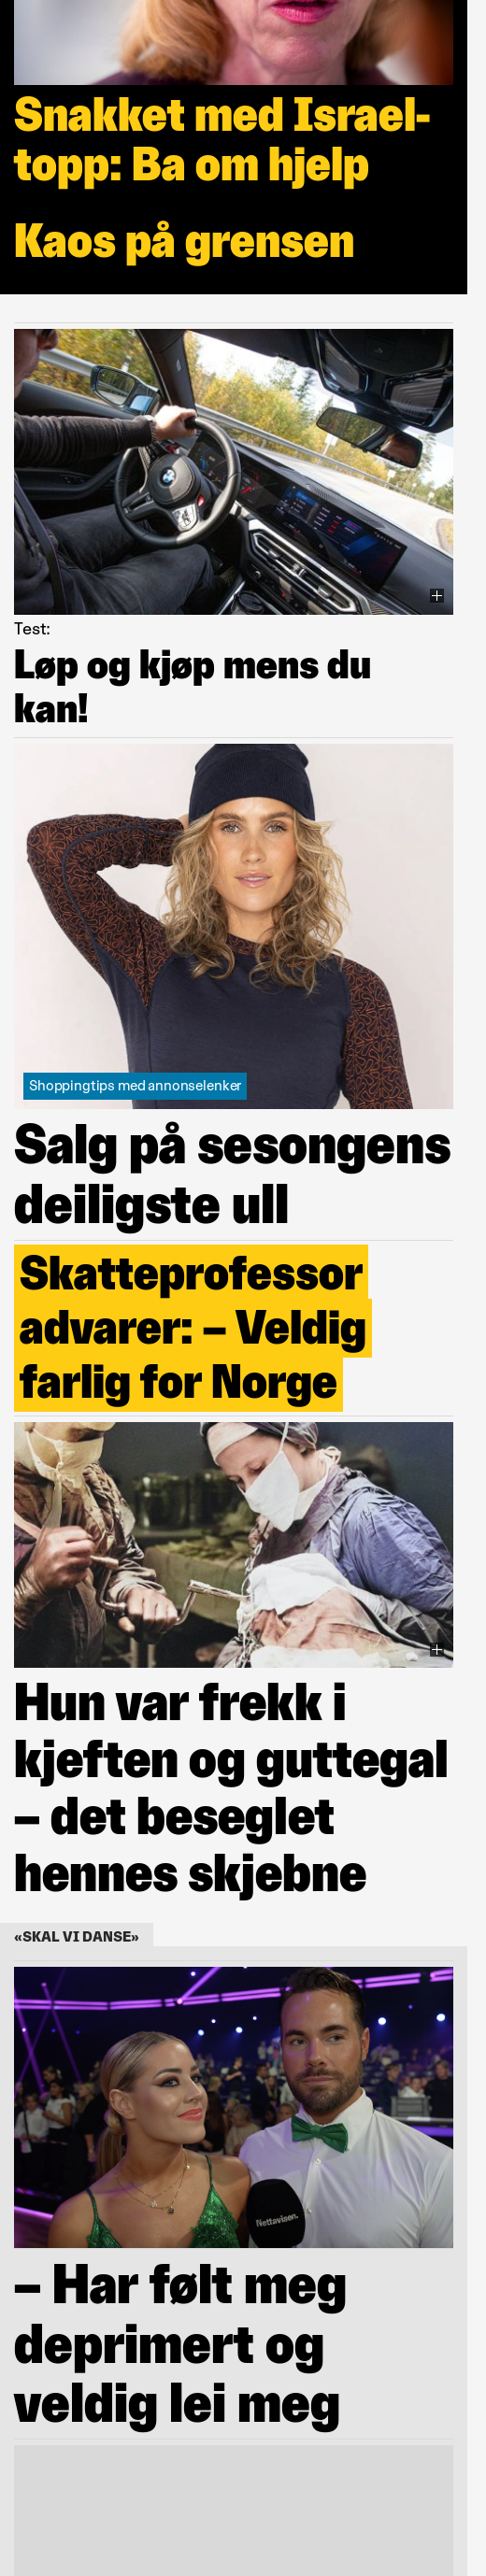 Snakket med Israel-
topp: Ba om hjelp
Kaos på grensen
Test:
Løp og kjøp mens du
kan!
Shoppingtips med annonselenker
Salg på sesongens
deiligste ull
Skatteprofessor
advarer: – Veldig
farlig for Norge
Hun var frekk i
kjeften og guttegal
– det beseglet
hennes skjebne
«SKAL VI DANSE»
Nettavisen.
– Har følt meg
deprimert og
veldig lei meg